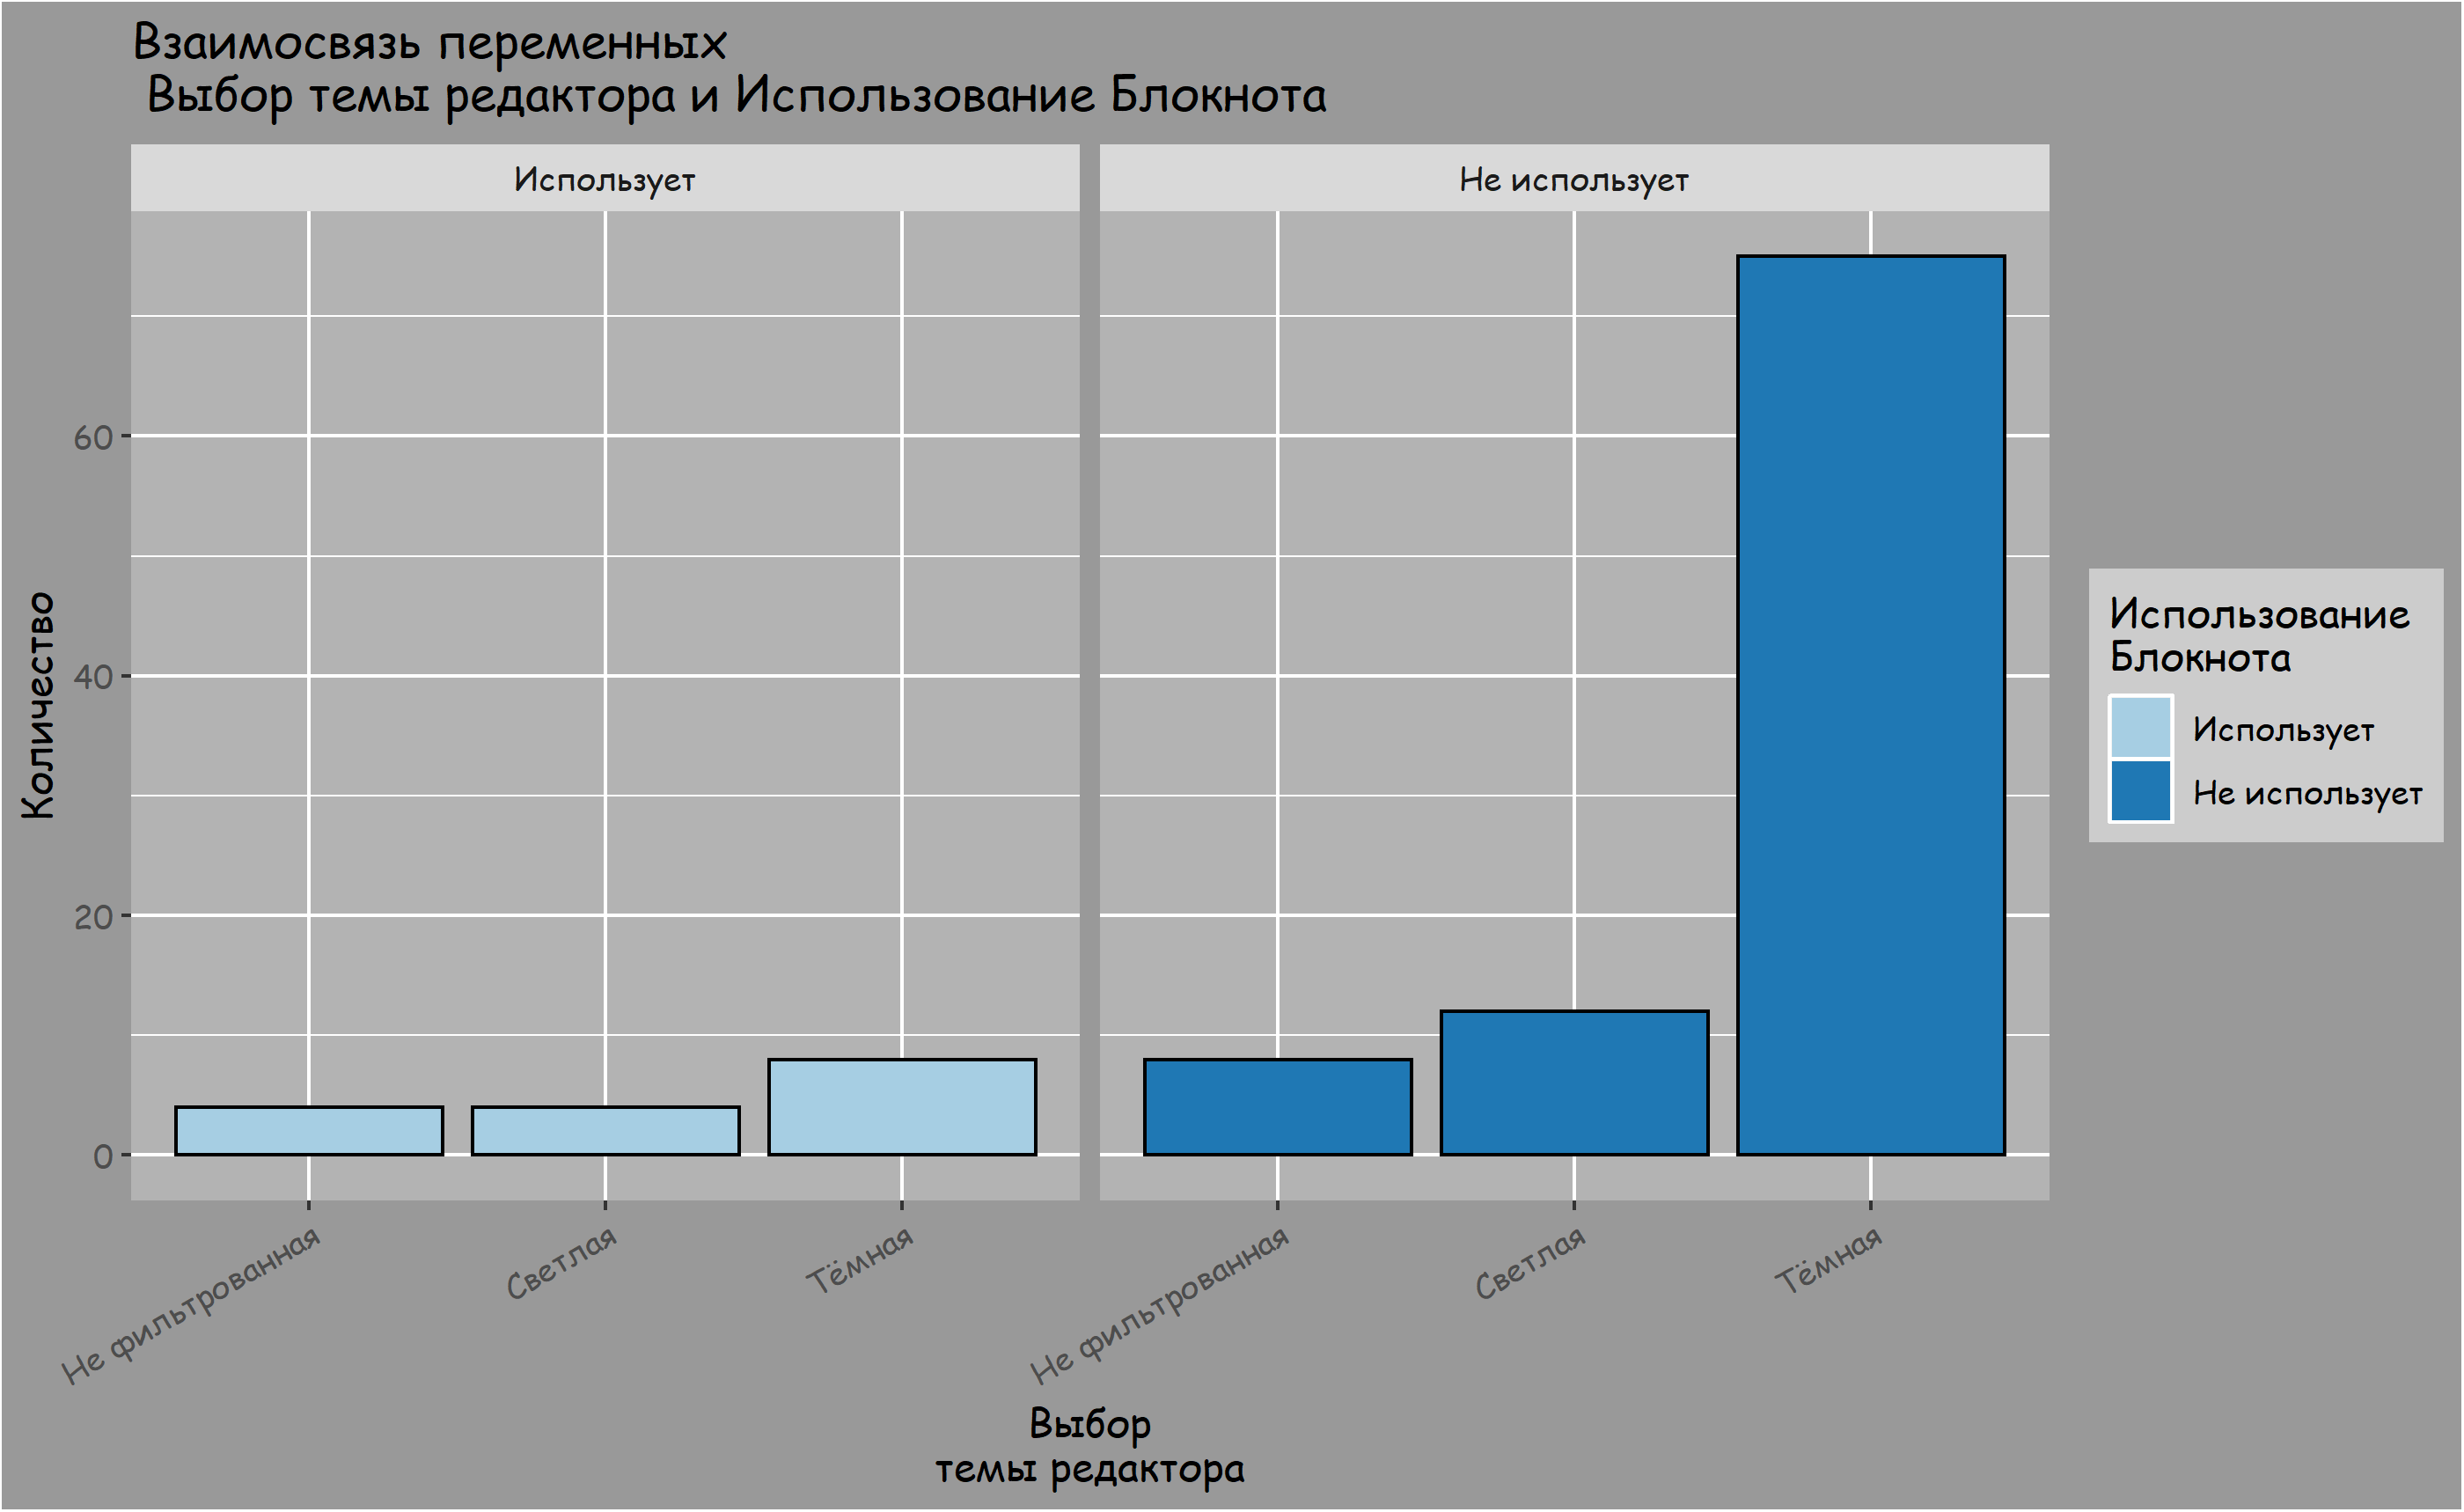 Взаимосвязь переменных
Выбор темы редактора и Использование Блокнота
Использует
Не использует
Количество
60
40
20
0
Не фильтрованная
Светлая
Тёмная
Не фильтрованная
Светлая
Тёмная
Выбор
темы редактора
Использование
Блокнота
Использует
Не использует